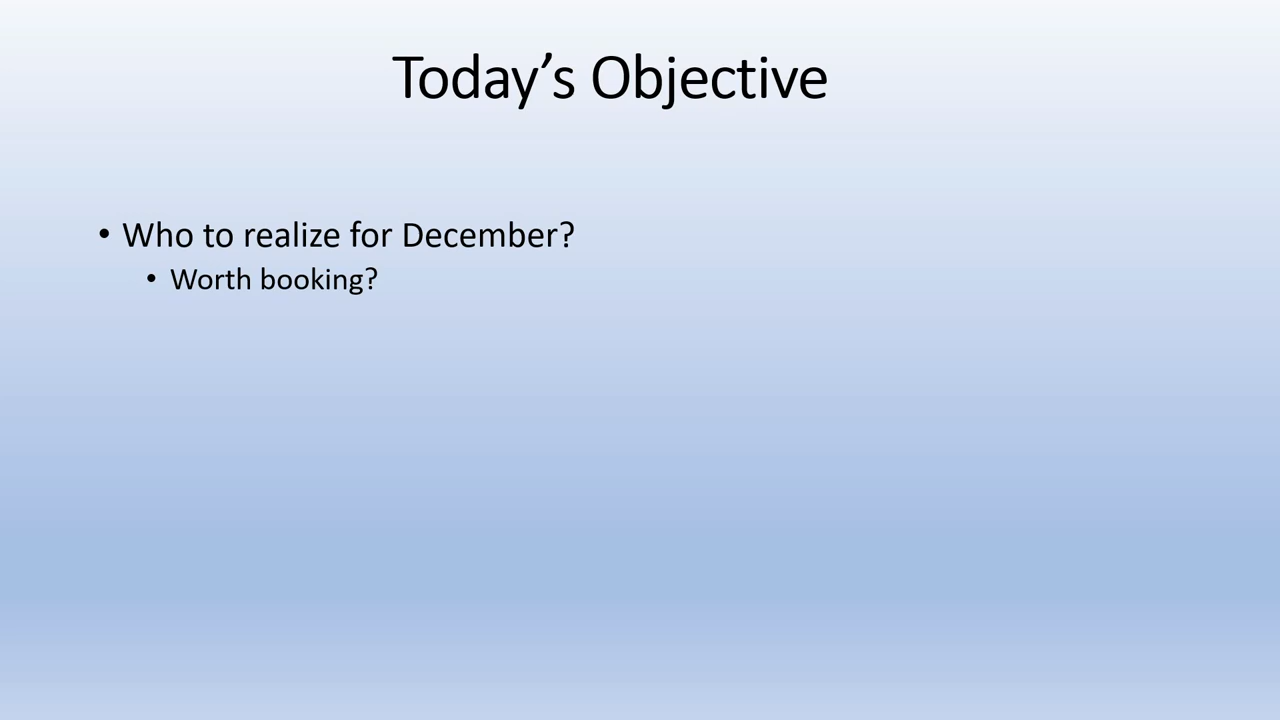 Today’s Objective
• Who to realize for December?
• Worth booking?